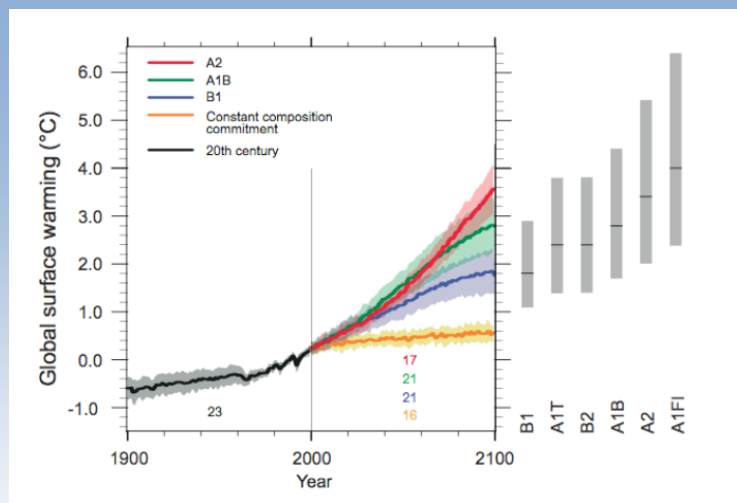 A2
A1B
B1
Constant composition
commitment
20th century
Global surface warming (°C)
6.0
5.0
4.0
3.0
2.0
1.0
0.0
-1.0
17
21
21
16
23
1900
2000
2100
Year
B1
A1T
B2
A1B
A2
A1FI